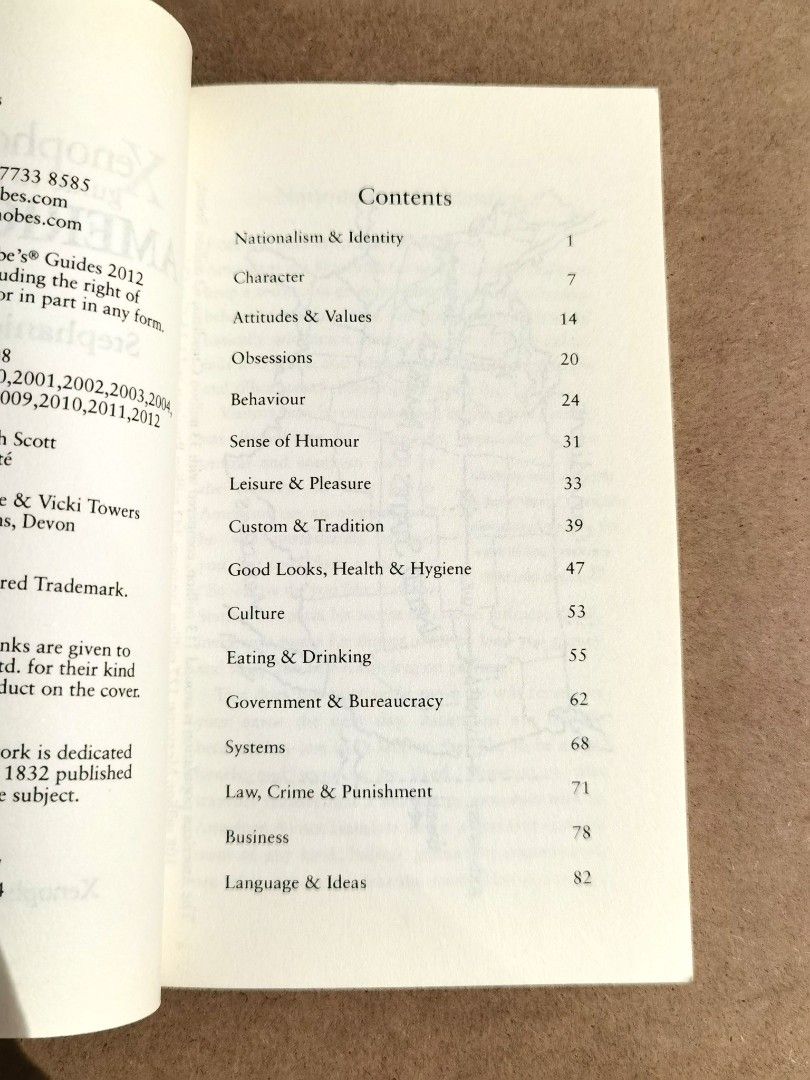 s
7733 8585
bes.com
nobes.com
be's® Guides 2012
uding the right of
or in part in any form.
8
0,2001,2002,2003,2004,
009,2010,2011,2012
h Scott
té
e & Vicki Towers
ns, Devon
red Trademark.
nks are given to
td. for their kind
duct on the cover.
ork is dedicated
1832 published
e subject.
4
Contents
Nationalism & Identity 1
Character 7
Attitudes & Values 14
Obsessions 20
Behaviour 24
Sense of Humour 31
Leisure & Pleasure 33
Custom & Tradition 39
Good Looks, Health & Hygiene 47
Culture 53
Eating & Drinking 55
Government & Bureaucracy 62
Systems 68
Law, Crime & Punishment 71
Business 78
Language & Ideas 82